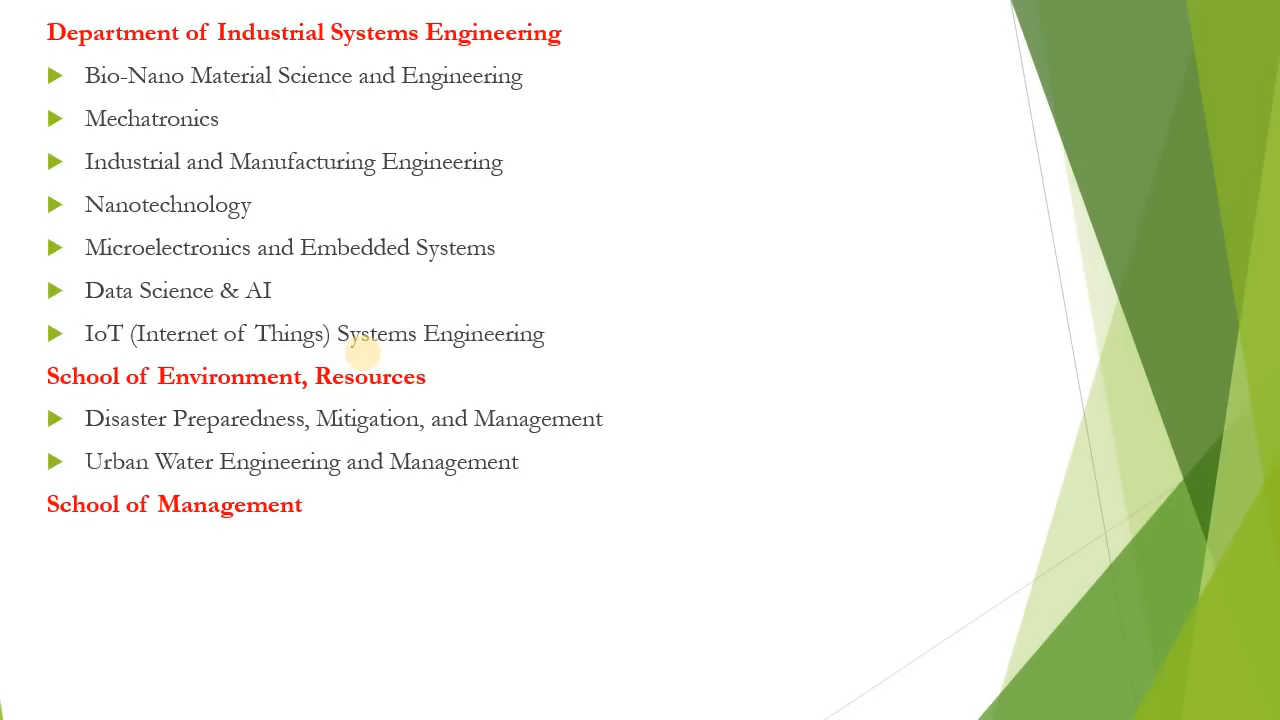 Department of Industrial Systems Engineering
Bio-Nano Material Science and Engineering
Mechatronics
Industrial and Manufacturing Engineering
Nanotechnology
Microelectronics and Embedded Systems
Data Science & AI
IoT (Internet of Things) Systems Engineering
School of Environment, Resources
Disaster Preparedness, Mitigation, and Management
Urban Water Engineering and Management
School of Management